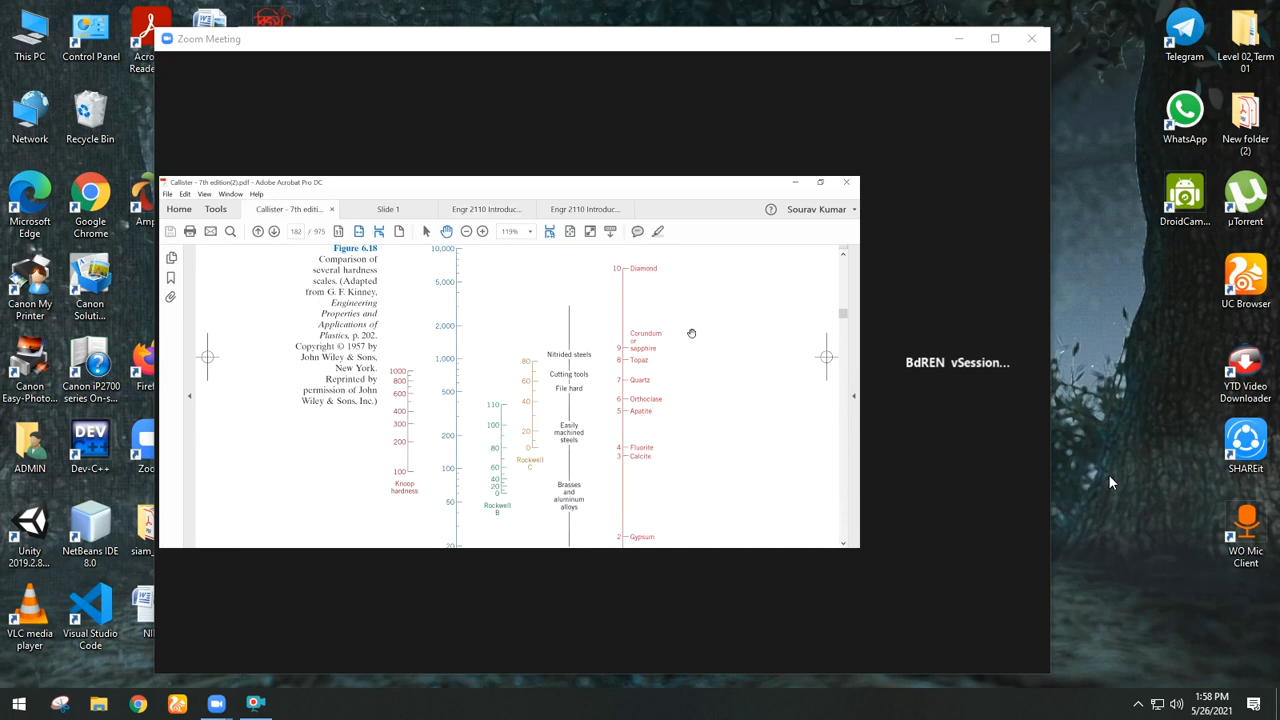 This PC
Control Panel
Acro
Reade
Network
Recycle Bin
Microsoft
Edge
Google
Chrome
Amp
Canon My
Printer
Canon
Soluti...
Canon
Easy-Photo...
Canon iP2700
series On-s...
Firef
ADMIN
Dev-C++
Zoo
Unity
2019.2.8...
NetBeans IDE
8.0
siam_
VLC media
player
Visual Studio
Code
NI
Zoom Meeting
Callister - 7th edition(2).pdf - Adobe Acrobat Pro DC
File Edit View Window Help
Home Tools Callister - 7th editi... × Slide 1 Engr 2110 Introduc... Engr 2110 Introduc... Sourav Kumar
182 / 975 119%
Figure 6.18
Comparison of
several hardness
scales. (Adapted
from G. F. Kinney,
Engineering
Properties and
Applications of
Plastics, p. 202.
Copyright © 1957 by
John Wiley & Sons,
New York.
Reprinted by
permission of John
Wiley & Sons, Inc.)
1000
800
600
400
300
200
100
Knoop
hardness
10,000
5,000
2,000
1,000
500
200
100
50
20
110
100
80
60
40
20
0
Rockwell
B
80
60
40
20
0
Rockwell
C
Nitrided steels
Cutting tools
File hard
Easily
machined
steels
Brasses
and
aluminum
alloys
10 Diamond
Corundum
or
9 sapphire
8 Topaz
7 Quartz
6 Orthoclase
5 Apatite
4 Fluorite
3 Calcite
2 Gypsum
BdREN vSession...
Telegram
Level 02,Term
01
WhatsApp
New folder
(2)
DroidCam...
uTorrent
UC Browser
YTD Video
Downloader
SHAREit
WO Mic
Client
1:58 PM
5/26/2021